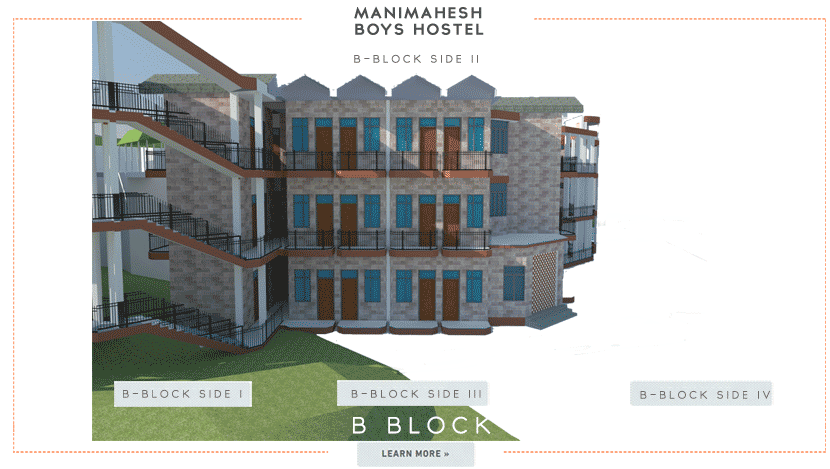 MANIMAHESH
BOYS HOSTEL
B-BLOCK SIDE II
B-BLOCK SIDE I
B-BLOCK SIDE III
B-BLOCK SIDE IV
B BLOCK
LEARN MORE »